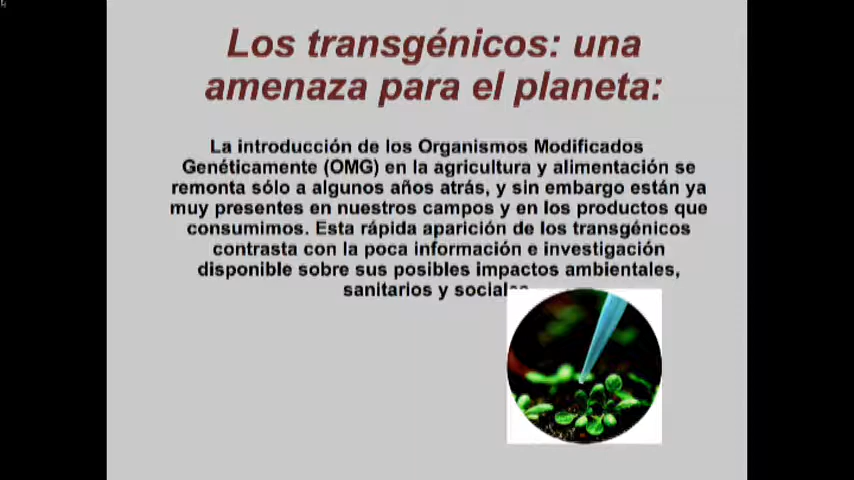 Los transgénicos: una
amenaza para el planeta:
La introducción de los Organismos Modificados
Genéticamente (OMG) en la agricultura y alimentación se
remonta sólo a algunos años atrás, y sin embargo están ya
muy presentes en nuestros campos y en los productos que
consumimos. Esta rápida aparición de los transgénicos
contrasta con la poca información e investigación
disponible sobre sus posibles impactos ambientales,
sanitarios y sociales